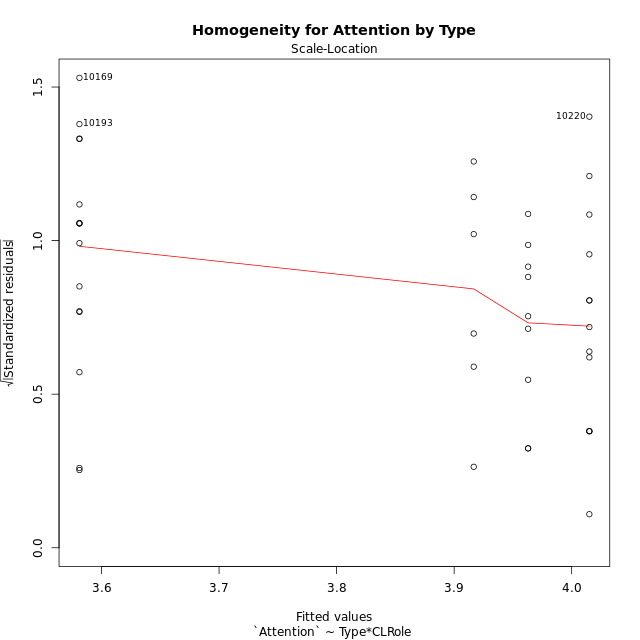 Homogeneity for Attention by Type
Scale-Location
√|Standardized residuals|
1.5
1.0
0.5
0.0
10169
10193
10220
3.6 3.7 3.8 3.9 4.0
Fitted values
`Attention` ~ Type*CLRole